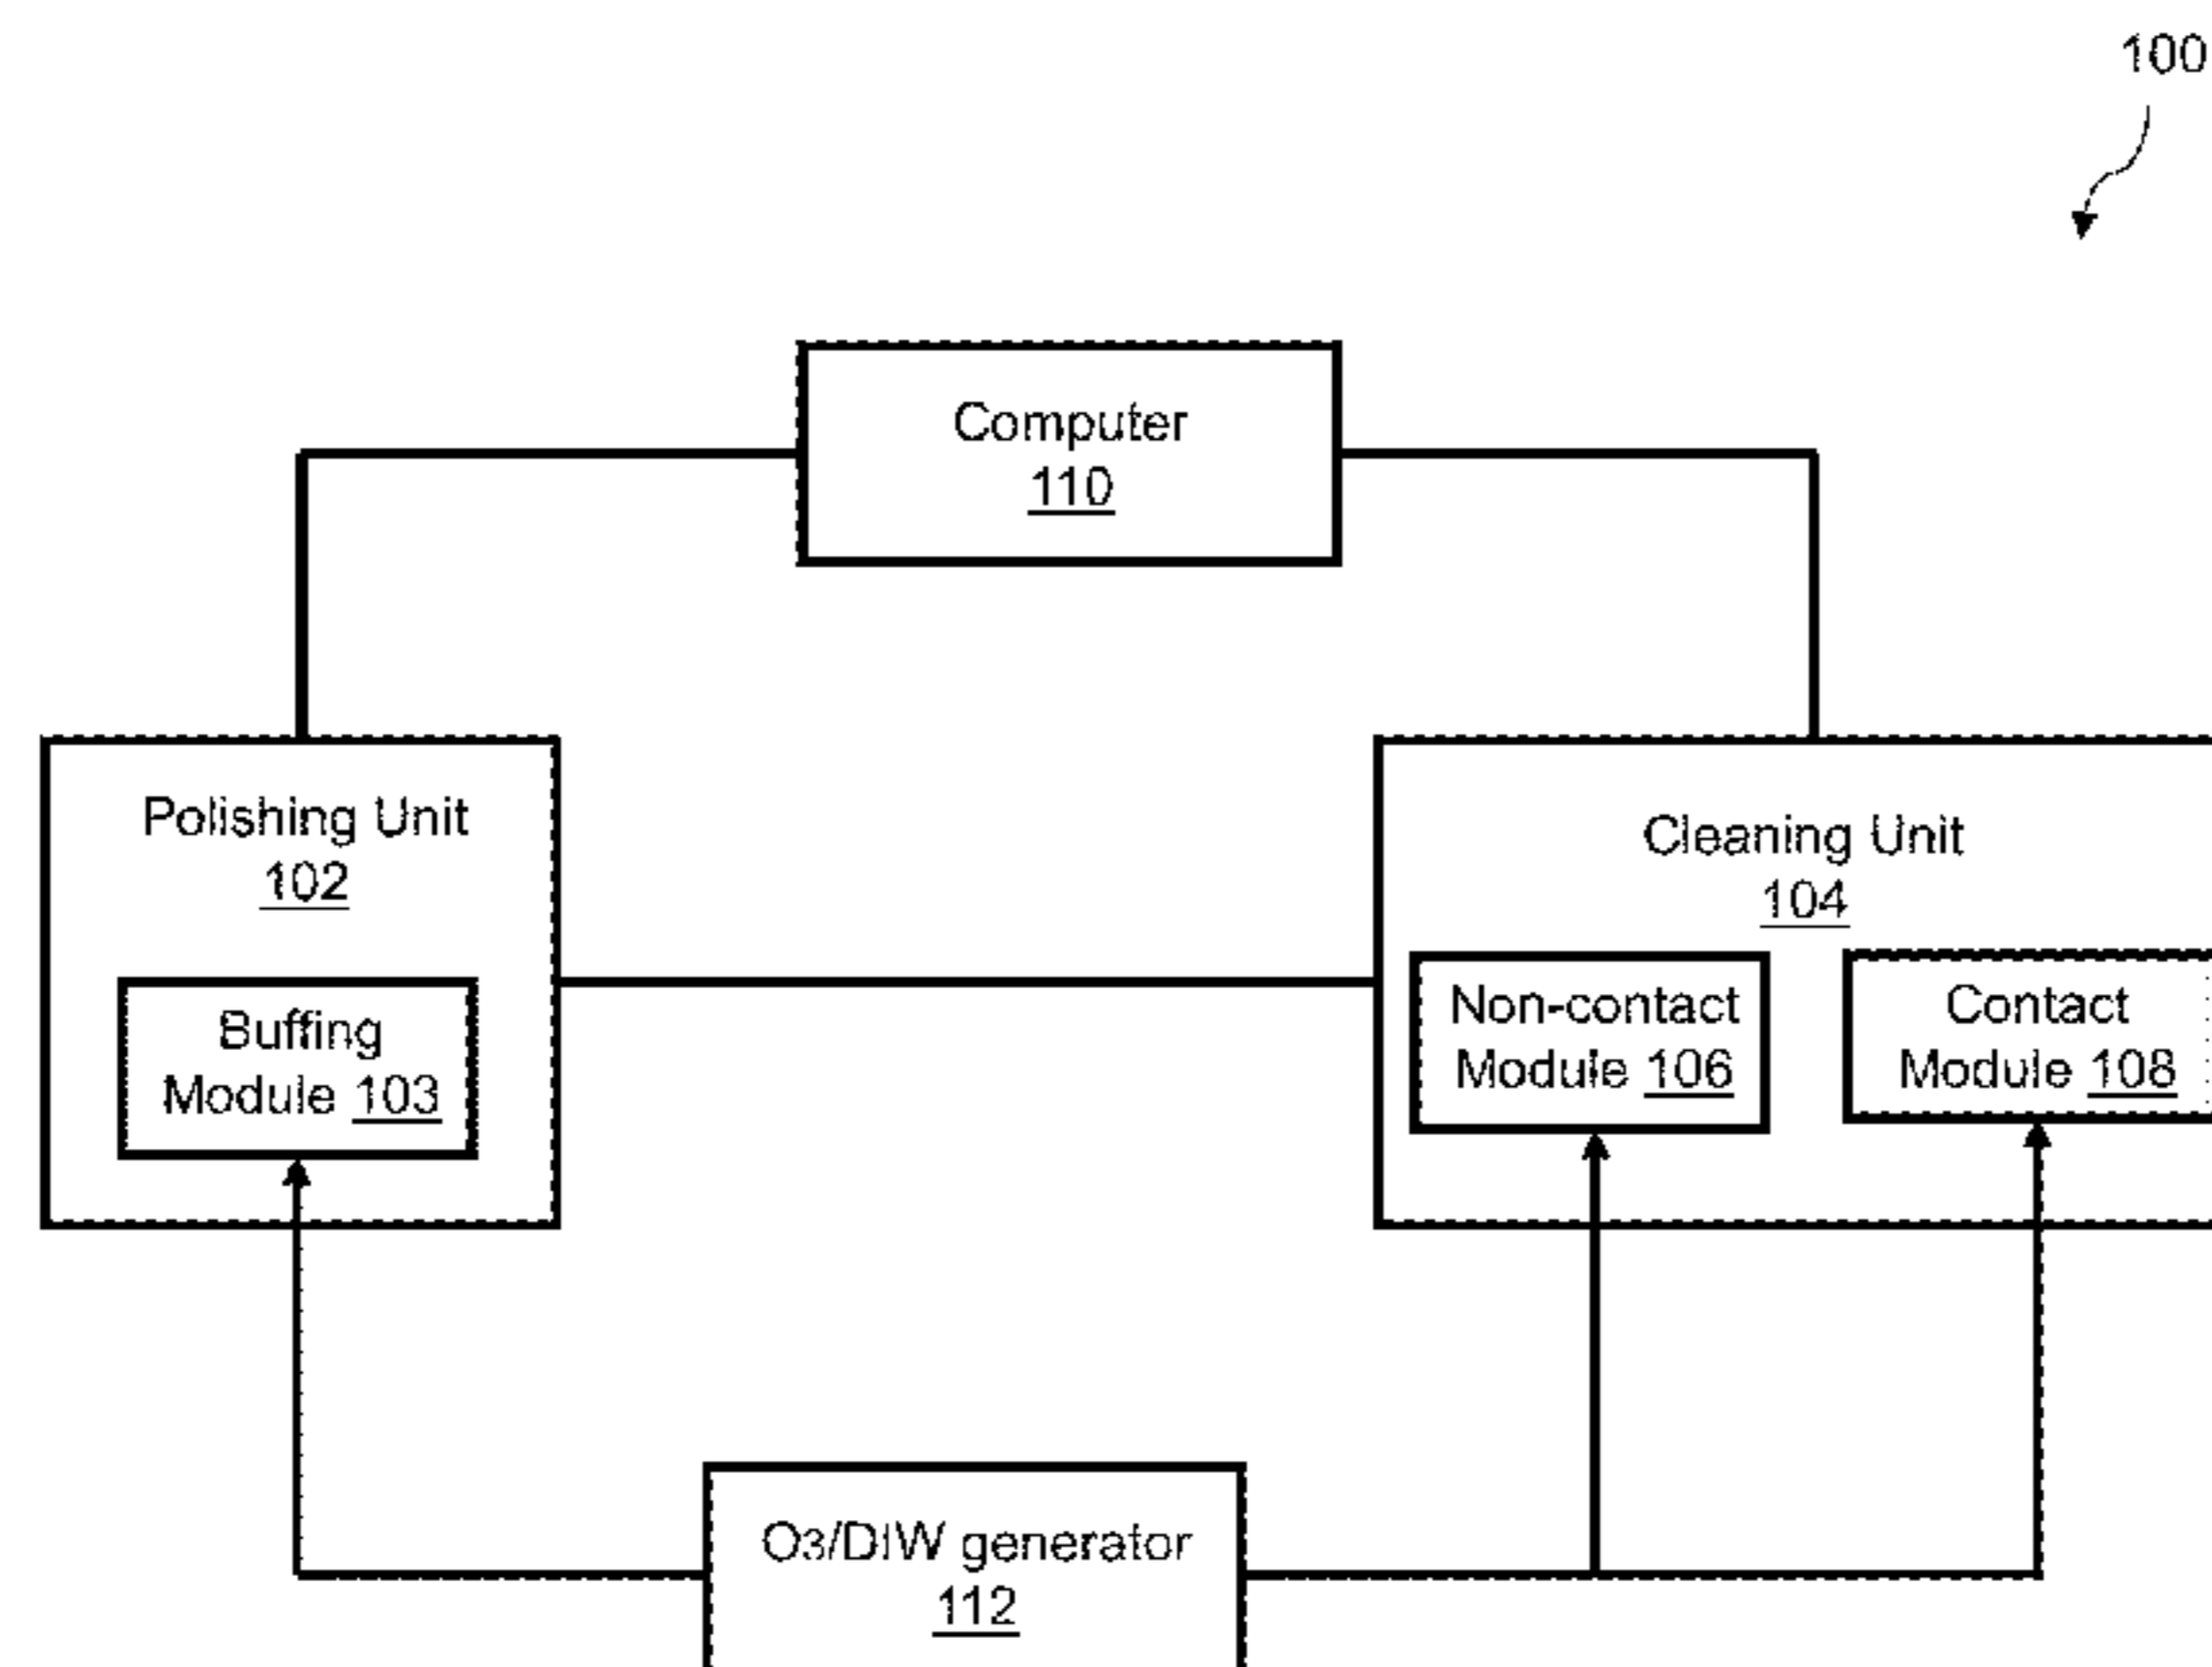 100
Computer
110
Polishing Unit
102
Buffing
Module 103
Cleaning Unit
104
Non-contact
Module 106
Contact
Module 108
O3/DIW generator
112